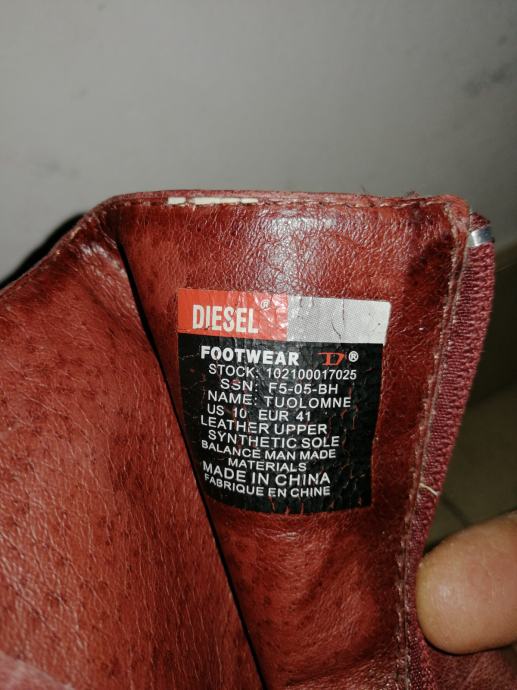 DIESEL®
FOOTWEAR D®
STOCK: 102100017025
SSN: F5-05-BH
NAME: TUOLOMNE
US 10 EUR 41
LEATHER UPPER
SYNTHETIC SOLE
BALANCE MAN MADE
MATERIALS
MADE IN CHINA
FABRIQUE EN CHINE